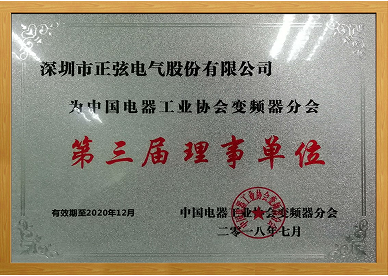 深圳市正弦电气股份有限公司
为中国电器工业协会变频器分会
第三届理事单位
有效期至2020年12月
中国电器工业协会变频器分会
二〇一八年七月